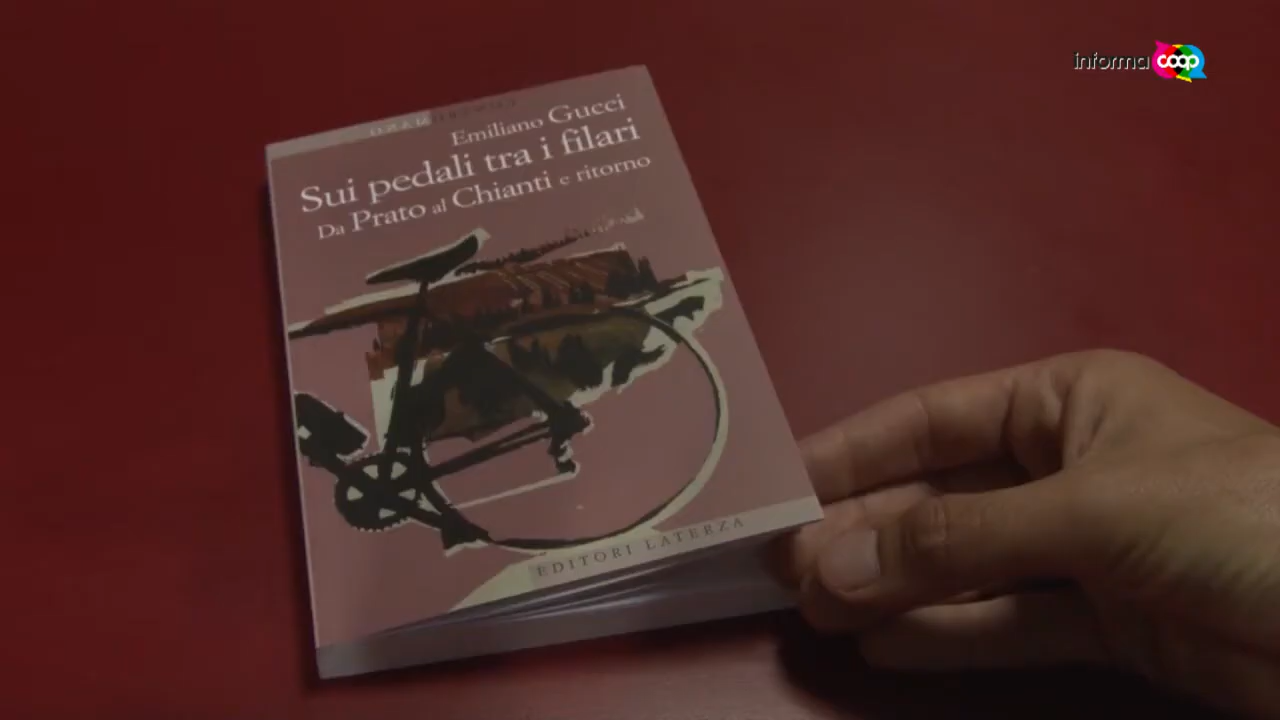 informa coop
Emiliano Gucci
Sui pedali tra i filari
Da Prato al Chianti e ritorno
EDITORI LATERZA